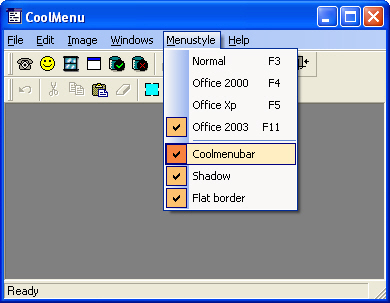 CoolMenu
File Edit Image Windows Menustyle Help
Normal F3
Office 2000 F4
Office Xp F5
Office 2003 F11
Coolmenubar
Shadow
Flat border
Ready